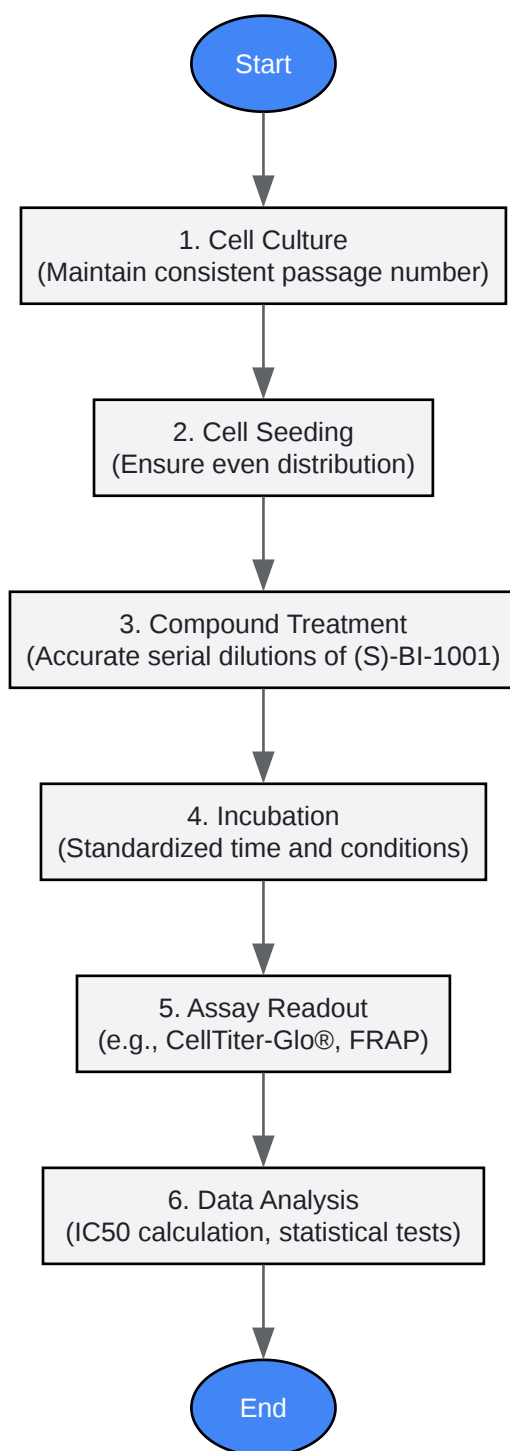 Start
1. Cell Culture
(Maintain consistent passage number)
2. Cell Seeding
(Ensure even distribution)
3. Compound Treatment
(Accurate serial dilutions of (S)-BI-1001)
4. Incubation
(Standardized time and conditions)
5. Assay Readout
(e.g., CellTiter-Glo®, FRAP)
6. Data Analysis
(IC50 calculation, statistical tests)
End